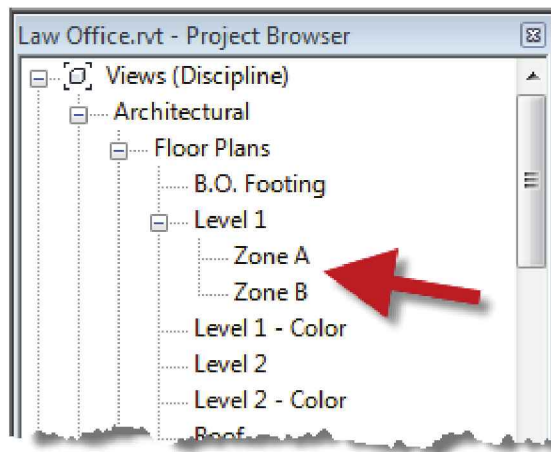 Law Office.rvt - Project Browser
Views (Discipline)
Architectural
Floor Plans
B.O. Footing
Level 1
Zone A
Zone B
Level 1 - Color
Level 2
Level 2 - Color
Roof